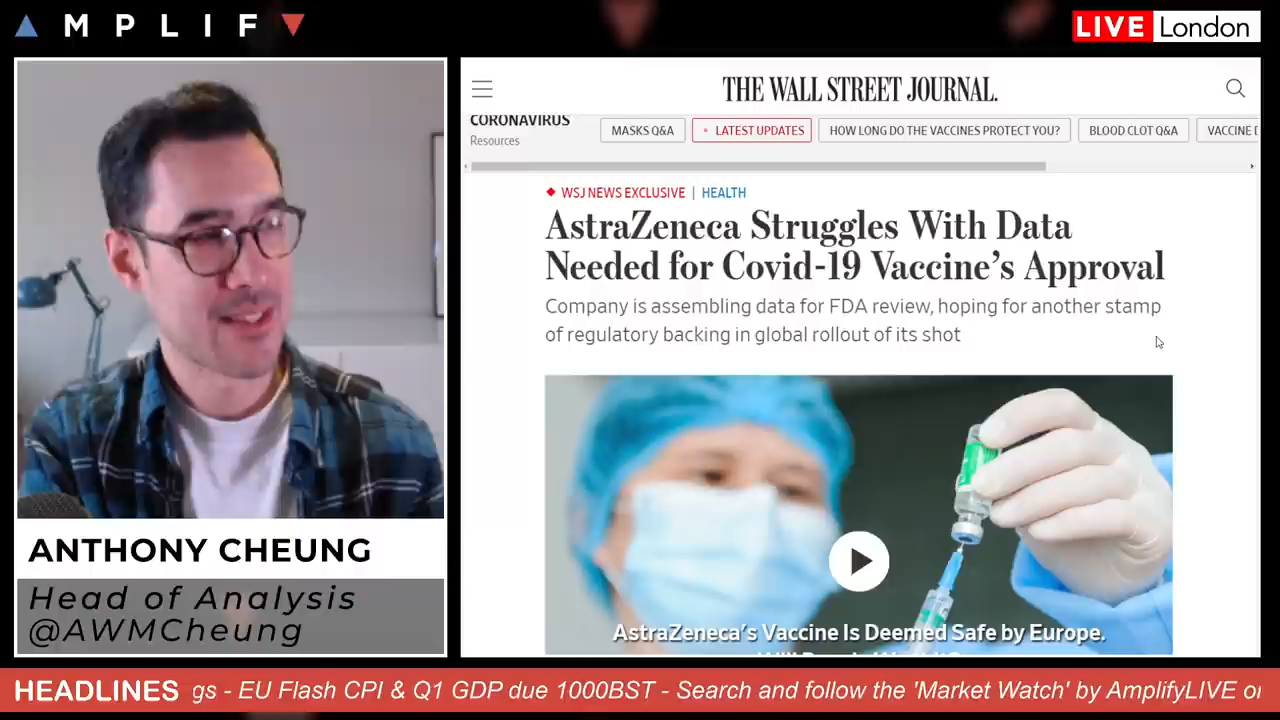 AMPLIFY
LIVE London
THE WALL STREET JOURNAL.
CORONAVIRUS
Resources
MASKS Q&A
LATEST UPDATES
HOW LONG DO THE VACCINES PROTECT YOU?
BLOOD CLOT Q&A
VACCINE
WSJ NEWS EXCLUSIVE | HEALTH
AstraZeneca Struggles With Data
Needed for Covid-19 Vaccine's Approval
Company is assembling data for FDA review, hoping for another stamp
of regulatory backing in global rollout of its shot
AstraZeneca's Vaccine Is Deemed Safe by Europe.
ANTHONY CHEUNG
Head of Analysis
@AWMCheung
HEADLINES gs - EU Flash CPI & Q1 GDP due 1000BST - Search and follow the 'Market Watch' by AmplifyLIVE